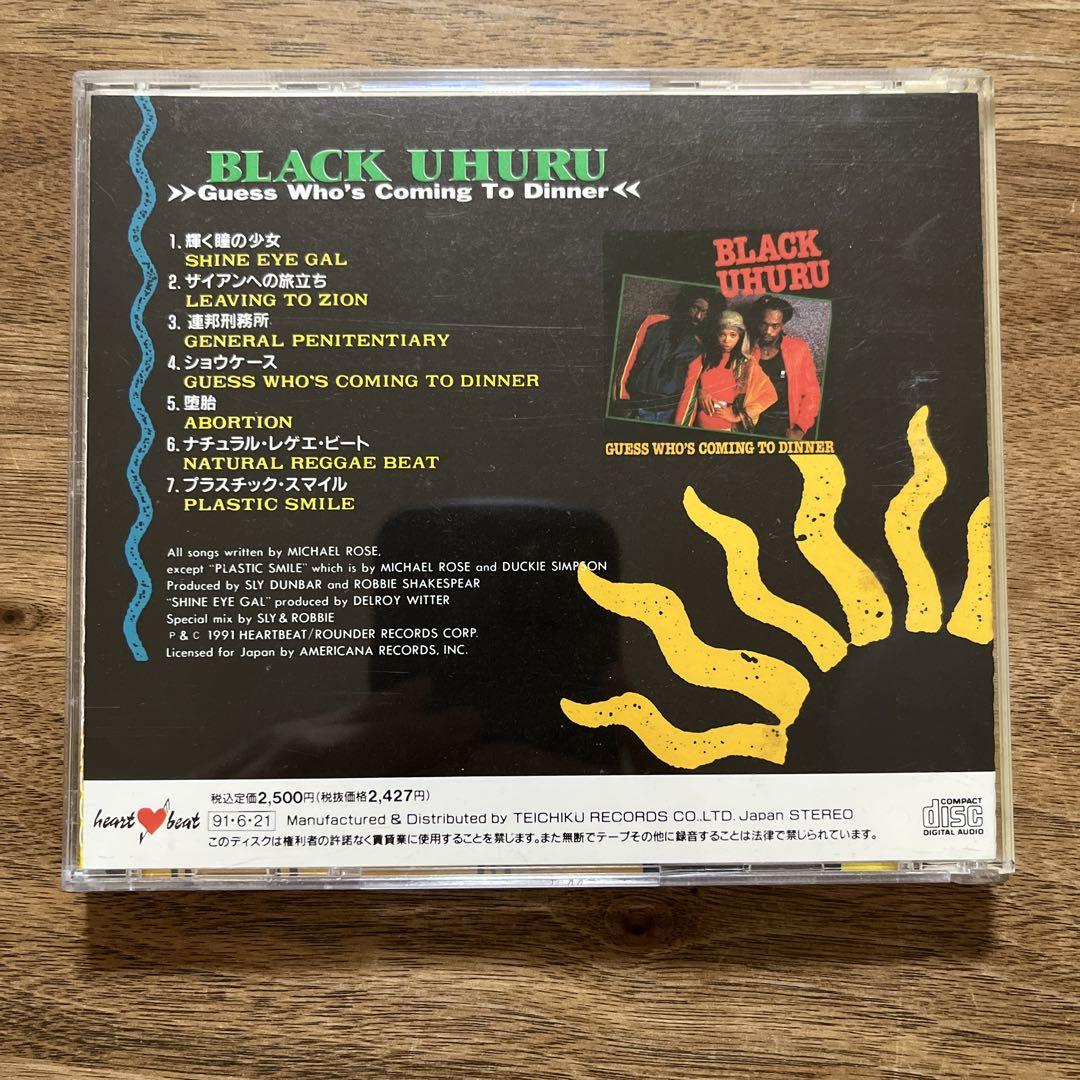 BLACK UHURU
>>Guess Who's Coming To Dinner<<
1. 輝く瞳の少女
SHINE EYE GAL
2. ザイアンへの旅立ち
LEAVING TO ZION
3. 連邦刑務所
GENERAL PENITENTIARY
4. ショウケース
GUESS WHO'S COMING TO DINNER
5. 堕胎
ABORTION
6. ナチュラル・レゲエ・ビート
NATURAL REGGAE BEAT
7. プラスチック・スマイル
PLASTIC SMILE
BLACK
UHURU
GUESS WHO'S COMING TO DINNER
All songs written by MICHAEL ROSE,
except "PLASTIC SMILE" which is by MICHAEL ROSE and DUCKIE SIMPSON
Produced by SLY DUNBAR and ROBBIE SHAKESPEAR
"SHINE EYE GAL" produced by DELROY WITTER
Special mix by SLY & ROBBIE
P & C 1991 HEARTBEAT/ROUNDER RECORDS CORP.
Licensed for Japan by AMERICANA RECORDS, INC.
heart beat
税込定価2,500円(税抜価格2,427円)
91・6・21 Manufactured & Distributed by TEICHIKU RECORDS CO.,LTD. Japan STEREO
このディスクは権利者の許諾なく賃貸業に使用することを禁じます。また無断でテープその他に録音することは法律で禁じられています。
COMPACT
disc
DIGITAL AUDIO